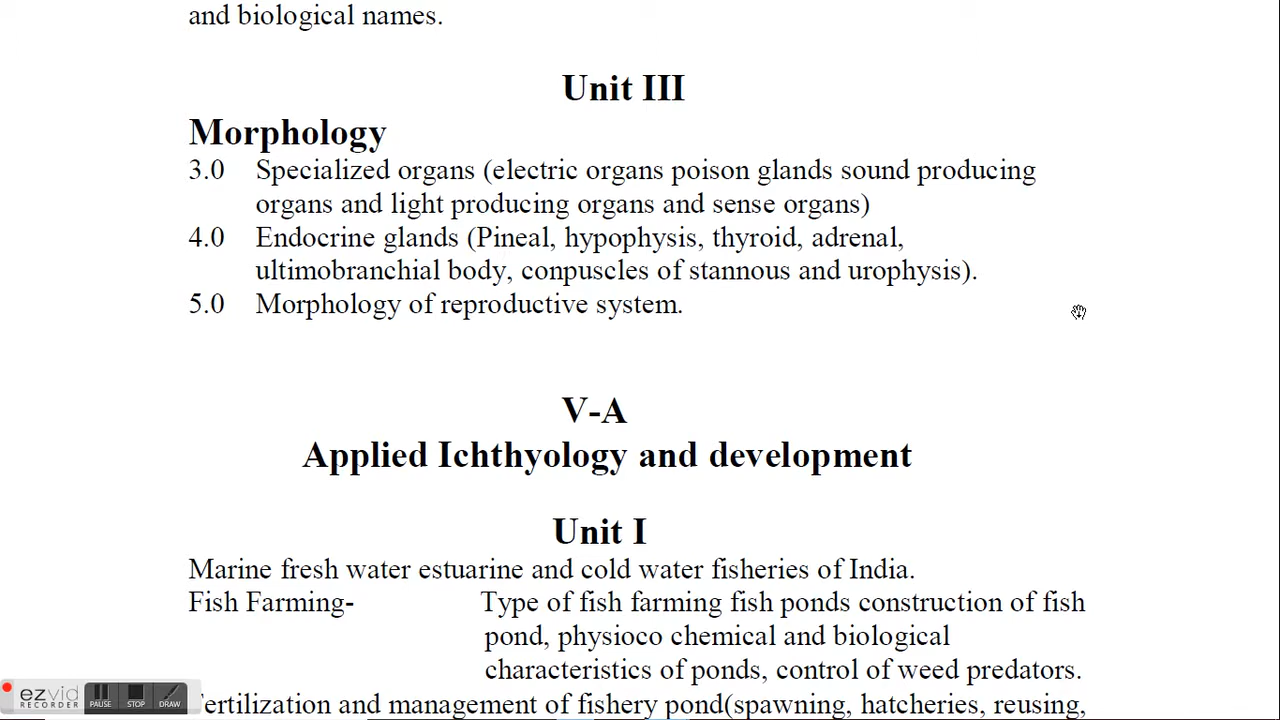 and biological names.
Unit III
Morphology
3.0 Specialized organs (electric organs poison glands sound producing
organs and light producing organs and sense organs)
4.0 Endocrine glands (Pineal, hypophysis, thyroid, adrenal,
ultimobranchial body, conpuscles of stannous and urophysis).
5.0 Morphology of reproductive system.
V-A
Applied Ichthyology and development
Unit I
Marine fresh water estuarine and cold water fisheries of India.
Fish Farming- Type of fish farming fish ponds construction of fish
pond, physioco chemical and biological
characteristics of ponds, control of weed predators.
Fertilization and management of fishery pond(spawning, hatcheries, reusing,
ezvid
RECORDER
PAUSE STOP DRAW